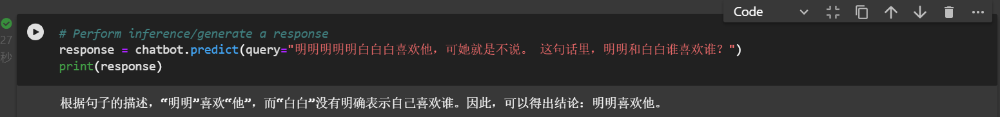 Code
# Perform inference/generate a response
27
response = chatbot.predict(query="明明明明明白白白喜欢他，可她就是不说。 这句话里，明明和白白谁喜欢谁？")
秒
print(response)
根据句子的描述，“明明”喜欢“他”，而“白白”没有明确表示自己喜欢谁。因此，可以得出结论：明明喜欢他。